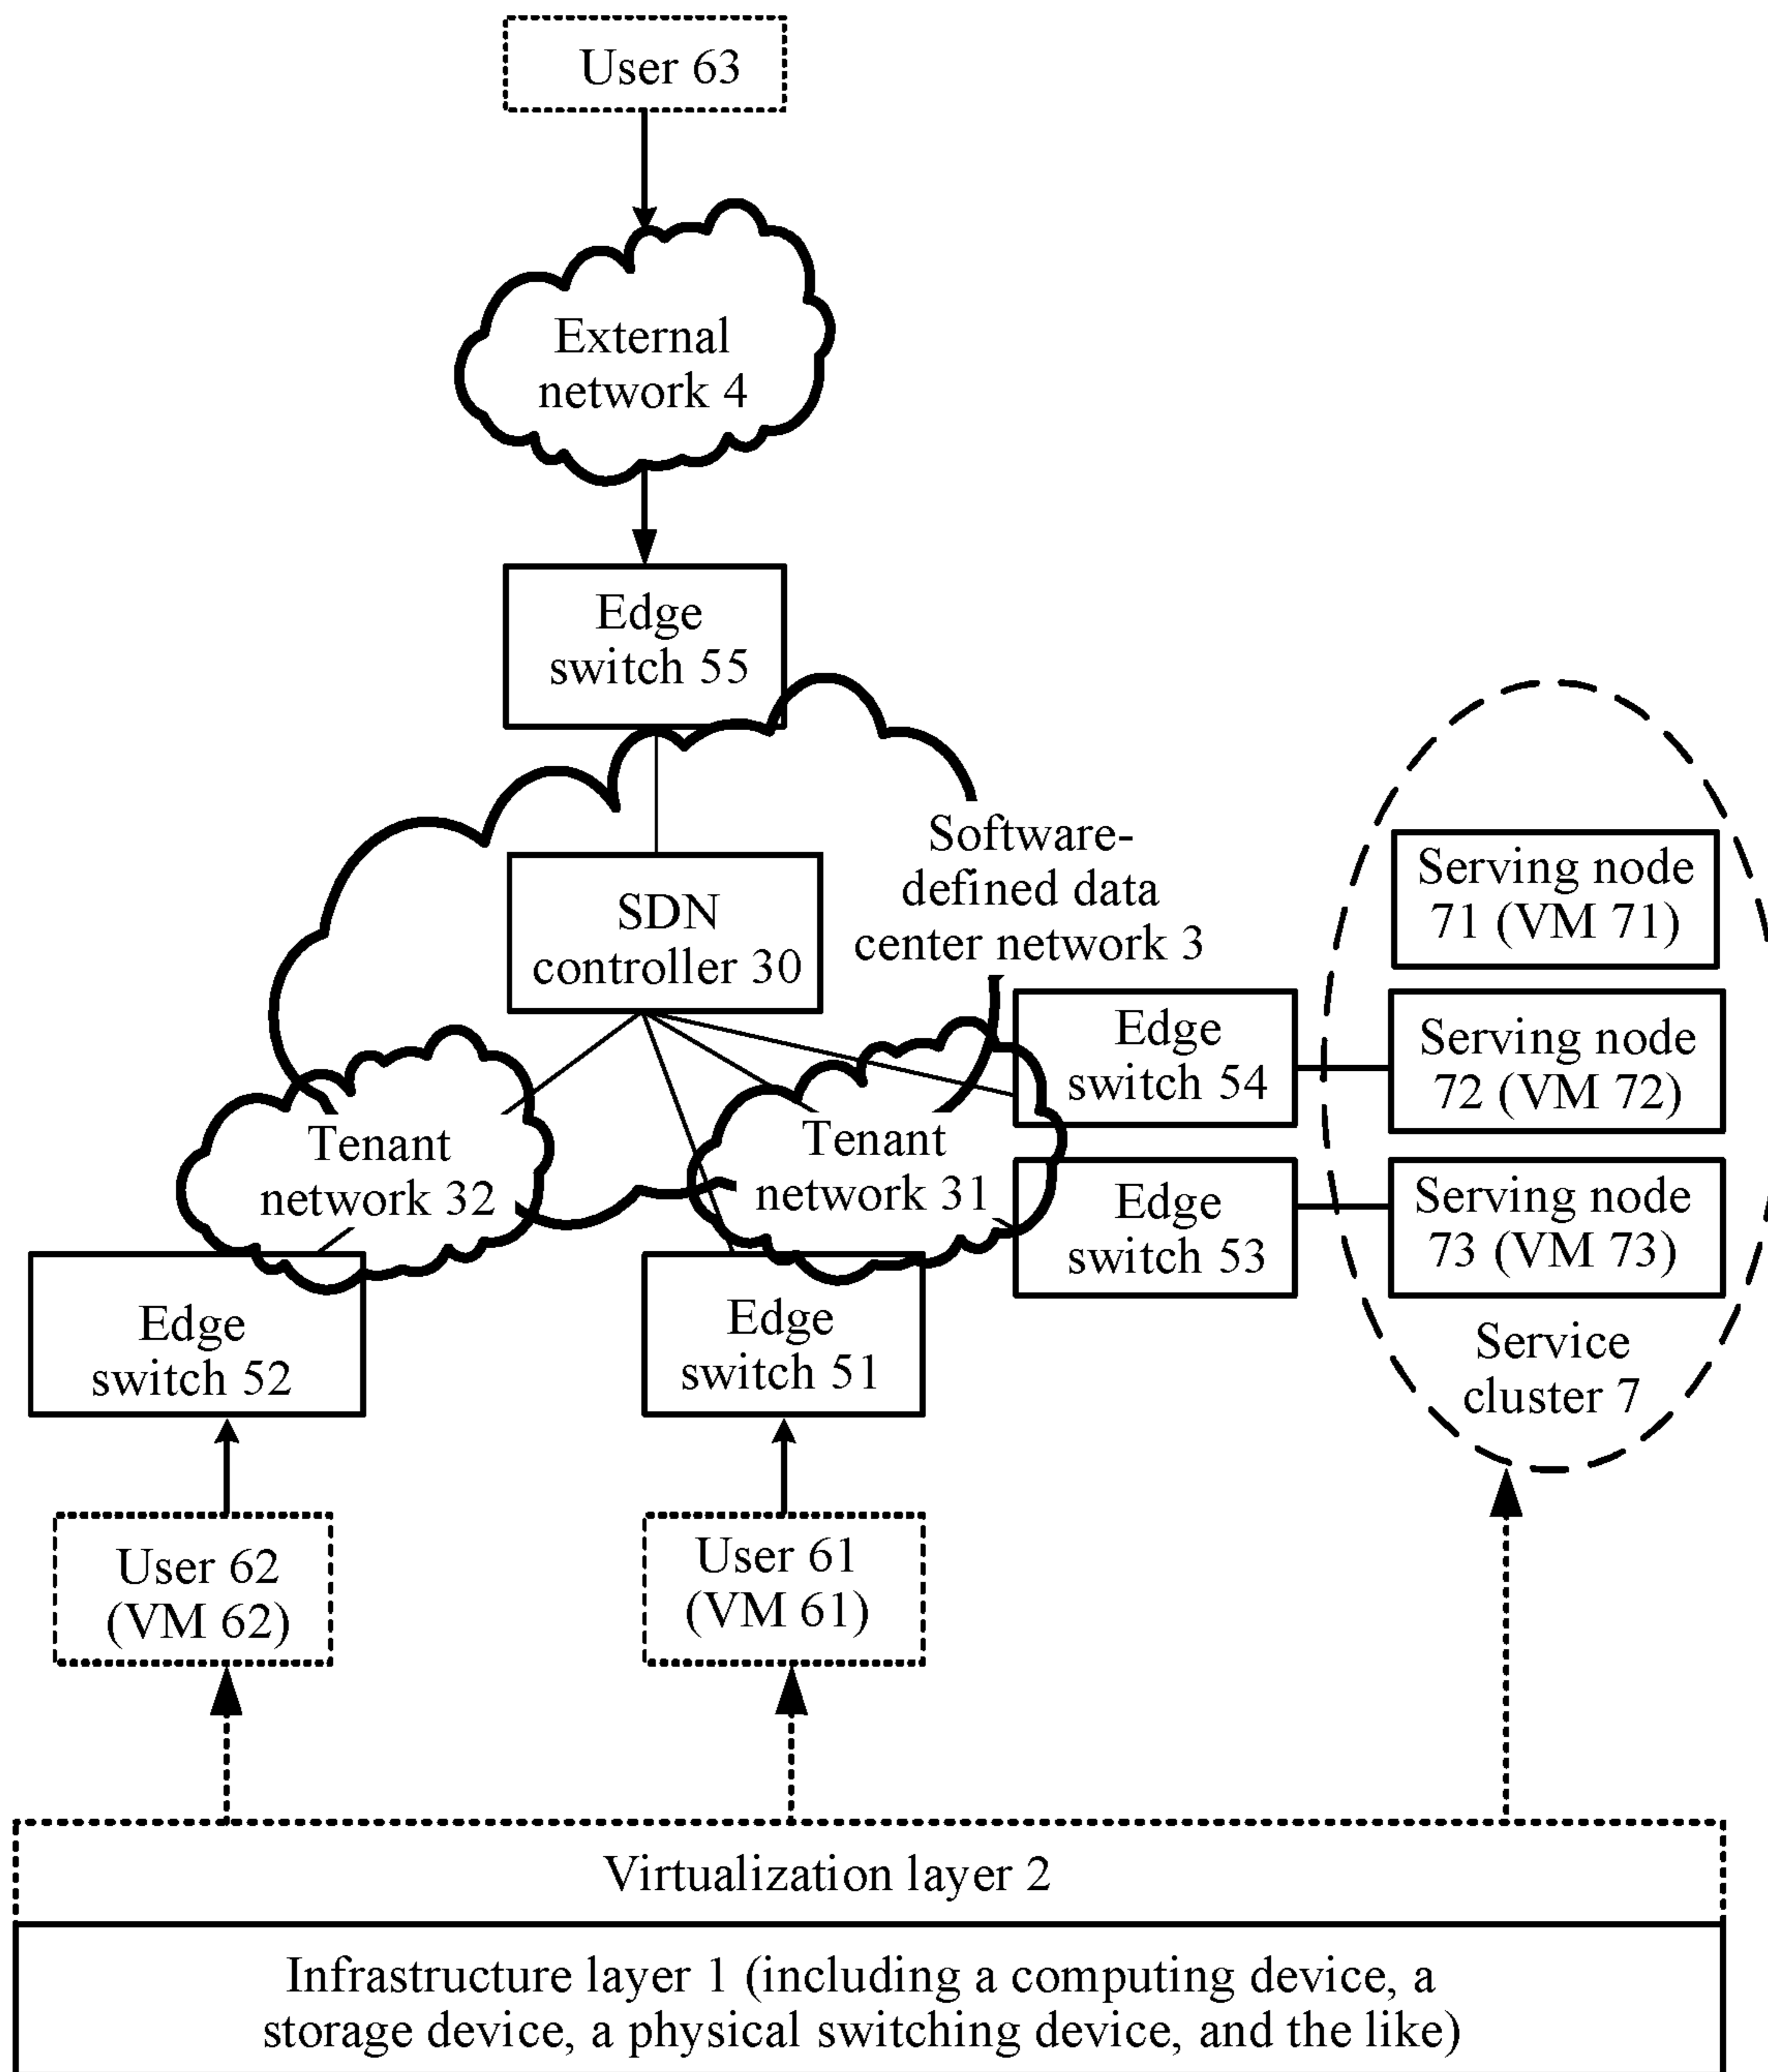 User 63
External
network 4
Edge
switch 55
Software-
defined data
center network 3
SDN
controller 30
Serving node
71 (VM 71)
Edge
switch 54
Serving node
72 (VM 72)
Tenant
network 32
Tenant
network 31
Edge
switch 53
Serving node
73 (VM 73)
Edge
switch 52
Edge
switch 51
Service
cluster 7
User 62
(VM 62)
User 61
(VM 61)
Virtualization layer 2
Infrastructure layer 1 (including a computing device, a
storage device, a physical switching device, and the like)